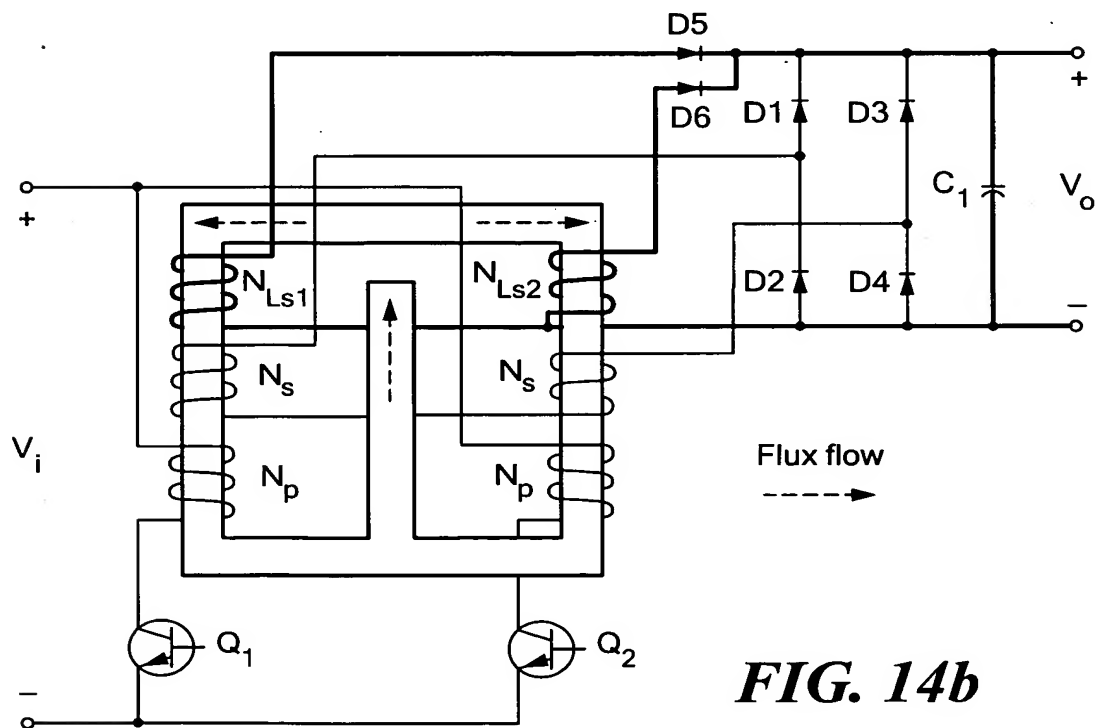 D5
D6
D1
D3
+
+
C1
Vo
NLs1
NLs2
D2
D4
−
Ns
Ns
Vi
Flux flow
Np
Np
Q1
Q2
−
FIG. 14b